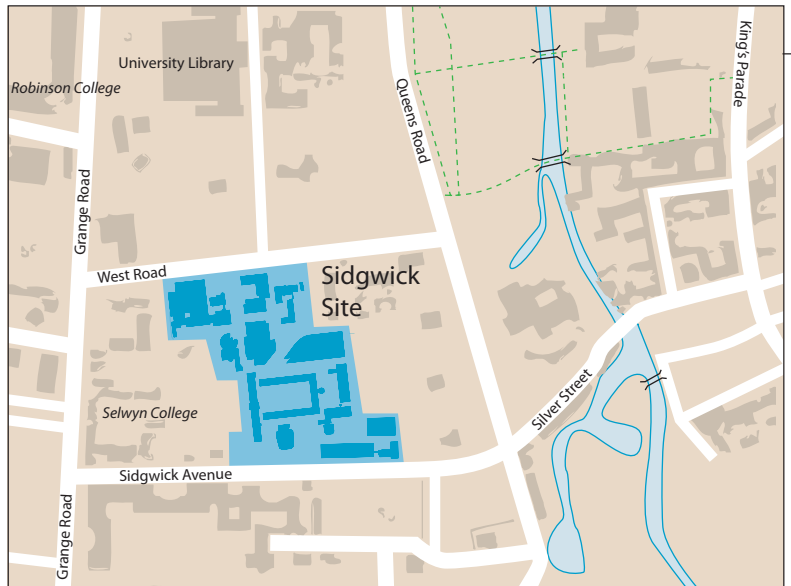 University Library
Robinson College
King's Parade
Queens Road
Grange Road
West Road
Sidgwick
Site
Selwyn College
Silver Street
Sidgwick Avenue
Grange Road